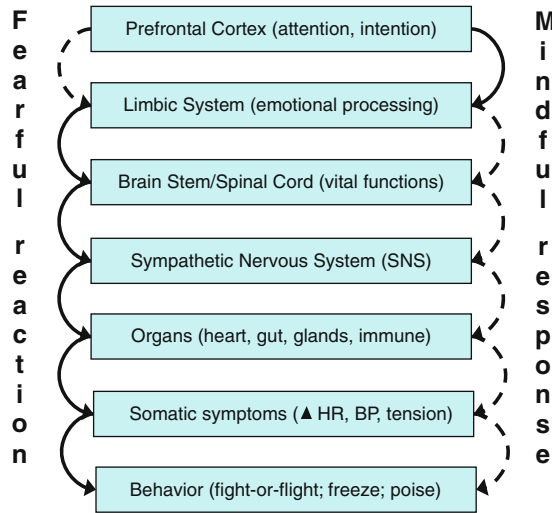 Fearful reaction
Prefrontal Cortex (attention, intention)
Limbic System (emotional processing)
Brain Stem/Spinal Cord (vital functions)
Sympathetic Nervous System (SNS)
Organs (heart, gut, glands, immune)
Somatic symptoms (▲ HR, BP, tension)
Behavior (fight-or-flight; freeze; poise)
Mindful response